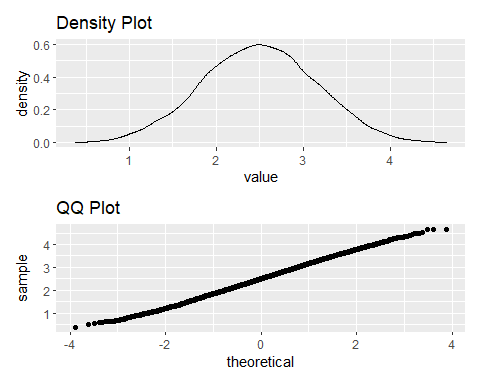 Density Plot
0.6
0.4
0.2
0.0
density
1 2 3 4
value
QQ Plot
4
3
2
1
sample
-4 -2 0 2 4
theoretical